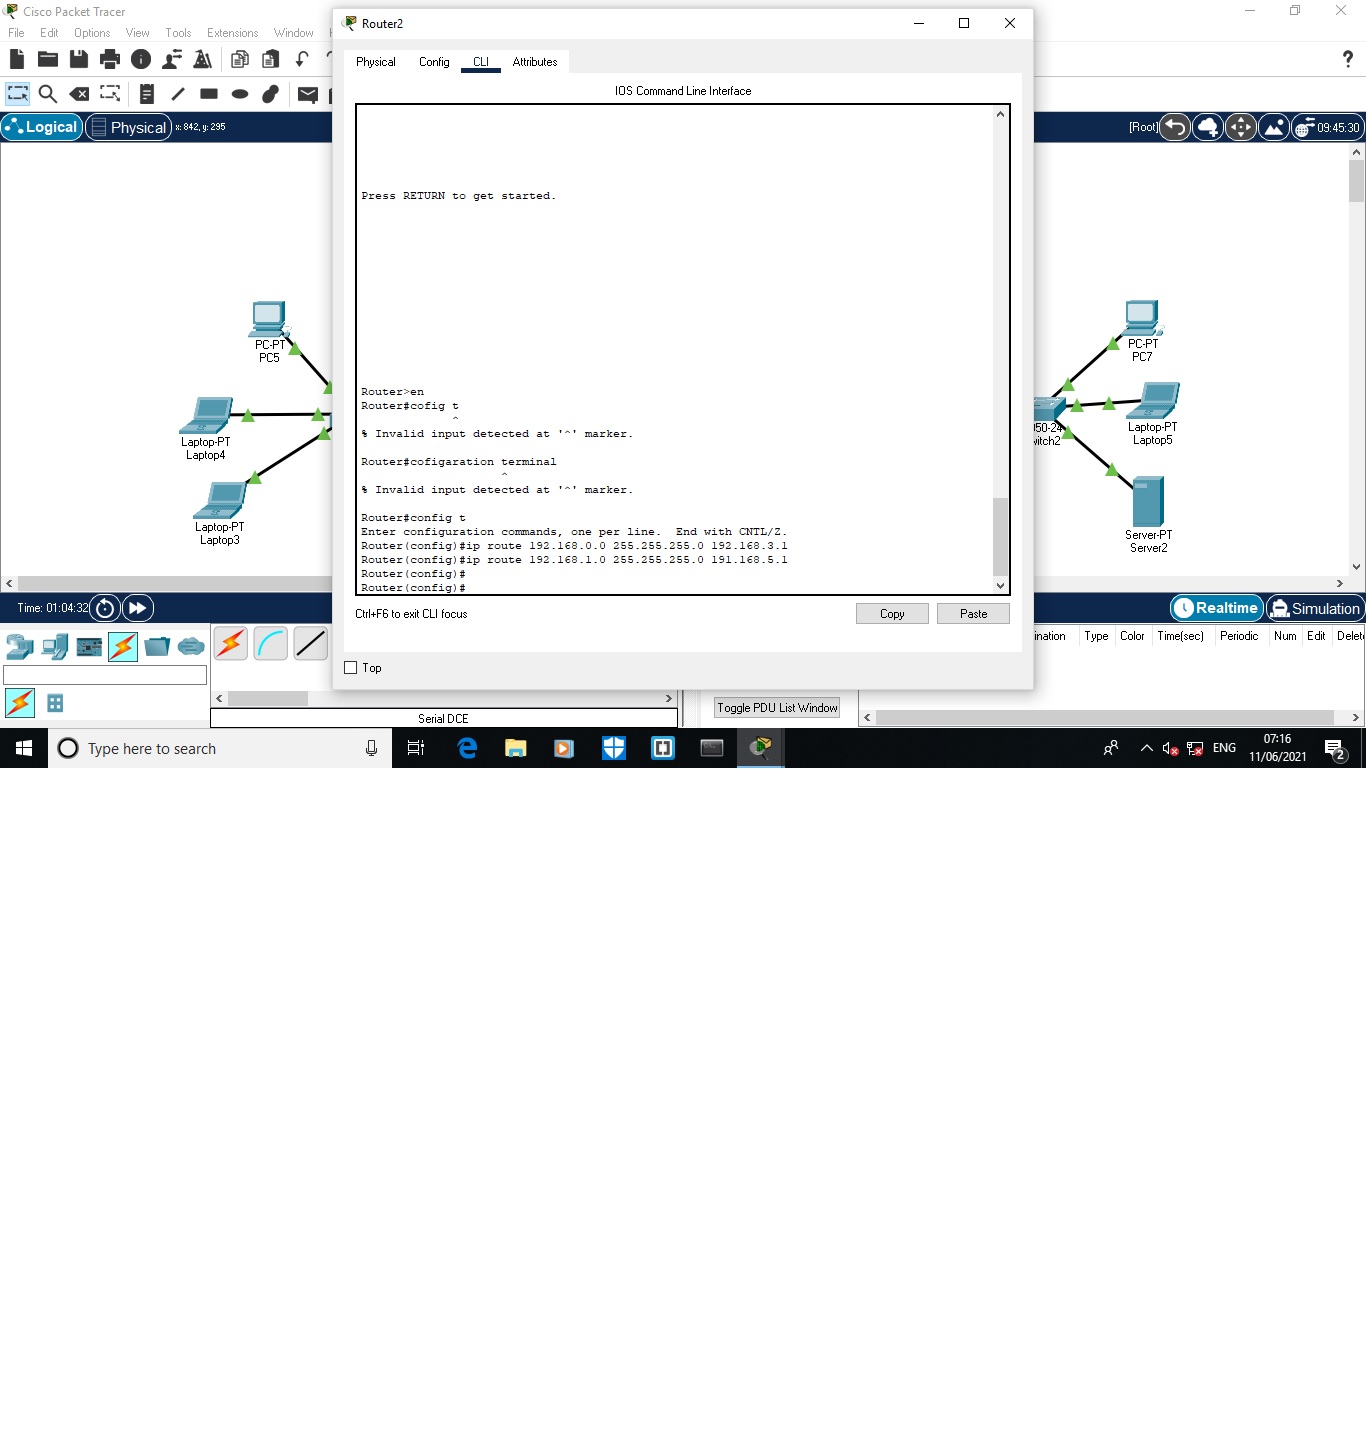 Cisco Packet Tracer
File Edit Options View Tools Extensions Window
Router2
Physical Config CLI Attributes
IOS Command Line Interface
Logical Physical x: 842, y: 295
[Root] 09:45:30
Press RETURN to get started.
Router>en
Router#cofig t
^
% Invalid input detected at '^' marker.
Router#cofigaration terminal
^
% Invalid input detected at '^' marker.
Router#config t
Enter configuration commands, one per line. End with CNTL/Z.
Router(config)#ip route 192.168.0.0 255.255.255.0 192.168.3.1
Router(config)#ip route 192.168.1.0 255.255.255.0 191.168.5.1
Router(config)#
Router(config)#
Ctrl+F6 to exit CLI focus
Copy Paste
Top
PC-PT
PC5
Laptop-PT
Laptop4
Laptop-PT
Laptop3
PC-PT
PC7
50-24
itch2
Laptop-PT
Laptop5
Server-PT
Server2
Time: 01:04:32
Realtime Simulation
ination Type Color Time(sec) Periodic Num Edit Delet
Toggle PDU List Window
Serial DCE
Type here to search
ENG
07:16
11/06/2021
2